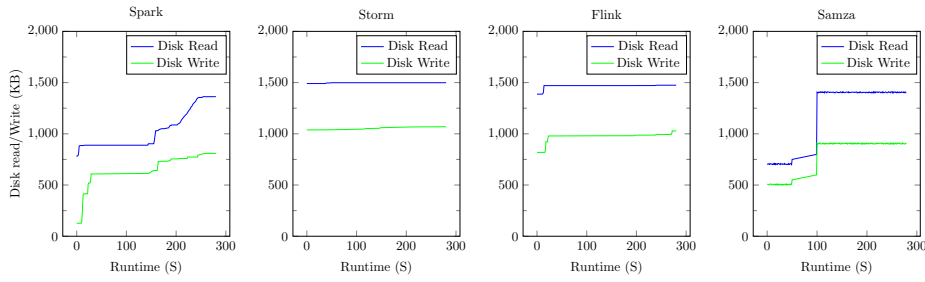 Spark
Storm
Flink
Samza
Disk read/Write (KB)
2,000
1,500
1,000
500
0
0 100 200 300
Runtime (S)
Disk Read
Disk Write
2,000
1,500
1,000
500
0
0 100 200 300
Runtime (S)
Disk Read
Disk Write
2,000
1,500
1,000
500
0
0 100 200 300
Runtime (S)
Disk Read
Disk Write
2,000
1,500
1,000
500
0
0 100 200 300
Runtime (S)
Disk Read
Disk Write